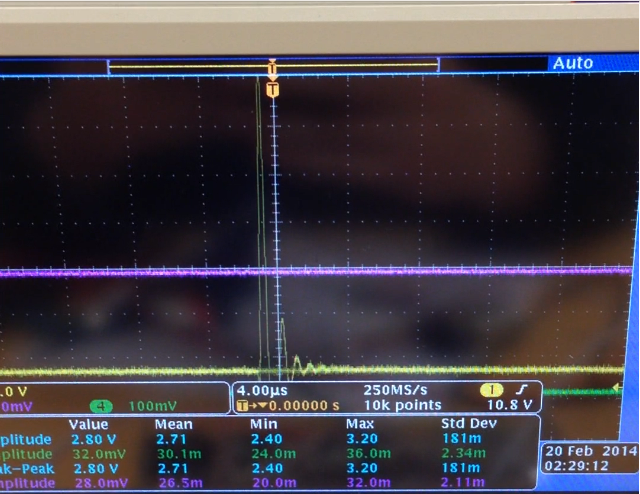 T
Auto
T
.0 V
4.00µs
250MS/s
1
0mV
4
100mV
T→▼0.00000 s
10k points
10.8 V
Value
Mean
Min
Max
Std Dev
plitude
2.80 V
2.71
2.40
3.20
181m
plitude
32.0mV
30.1m
24.0m
36.0m
2.34m
ak-Peak
2.80 V
2.71
2.40
3.20
181m
plitude
28.0mV
26.5m
20.0m
32.0m
2.11m
20 Feb 2014
02:29:12